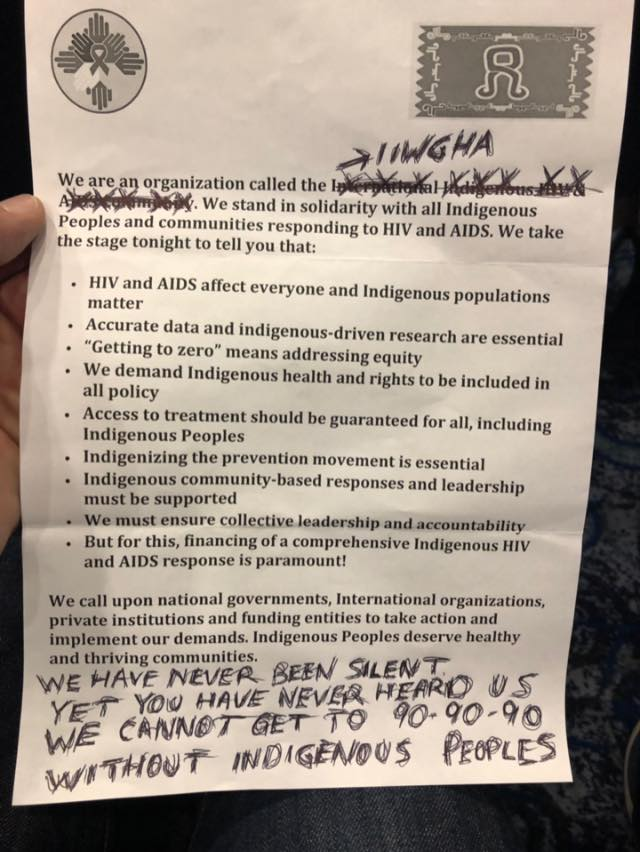 → IIWGHA
We are an organization called the International Indigenous HIV &
. We stand in solidarity with all Indigenous
Peoples and communities responding to HIV and AIDS. We take
the stage tonight to tell you that:
• HIV and AIDS affect everyone and Indigenous populations
matter
• Accurate data and indigenous-driven research are essential
• “Getting to zero” means addressing equity
• We demand Indigenous health and rights to be included in
all policy
• Access to treatment should be guaranteed for all, including
Indigenous Peoples
• Indigenizing the prevention movement is essential
• Indigenous community-based responses and leadership
must be supported
• We must ensure collective leadership and accountability
• But for this, financing of a comprehensive Indigenous HIV
and AIDS response is paramount!
We call upon national governments, International organizations,
private institutions and funding entities to take action and
implement our demands. Indigenous Peoples deserve healthy
and thriving communities.
WE HAVE NEVER BEEN SILENT
YET YOU HAVE NEVER HEARD US
WE CANNOT GET TO 90-90-90
WITHOUT INDIGENOUS PEOPLES